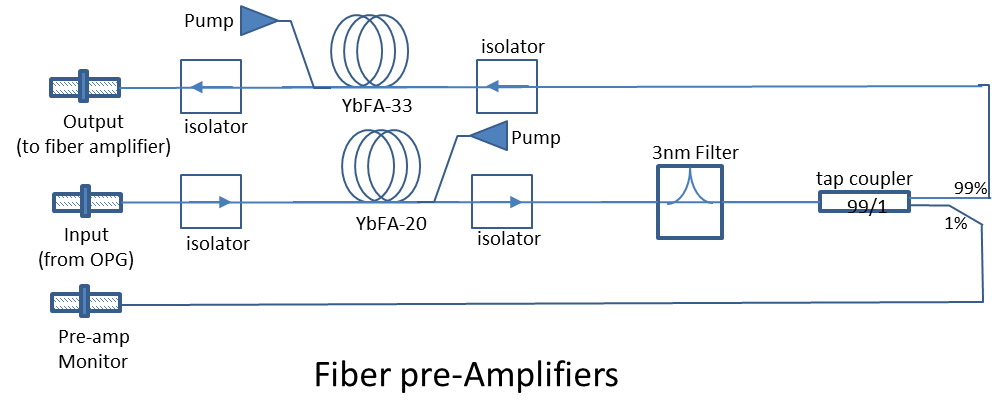 Pump
isolator
YbFA-33
isolator
Output
(to fiber amplifier)
Pump
3nm Filter
tap coupler
99/1
99%
1%
YbFA-20
isolator
isolator
Input
(from OPG)
Pre-amp
Monitor
Fiber pre-Amplifiers